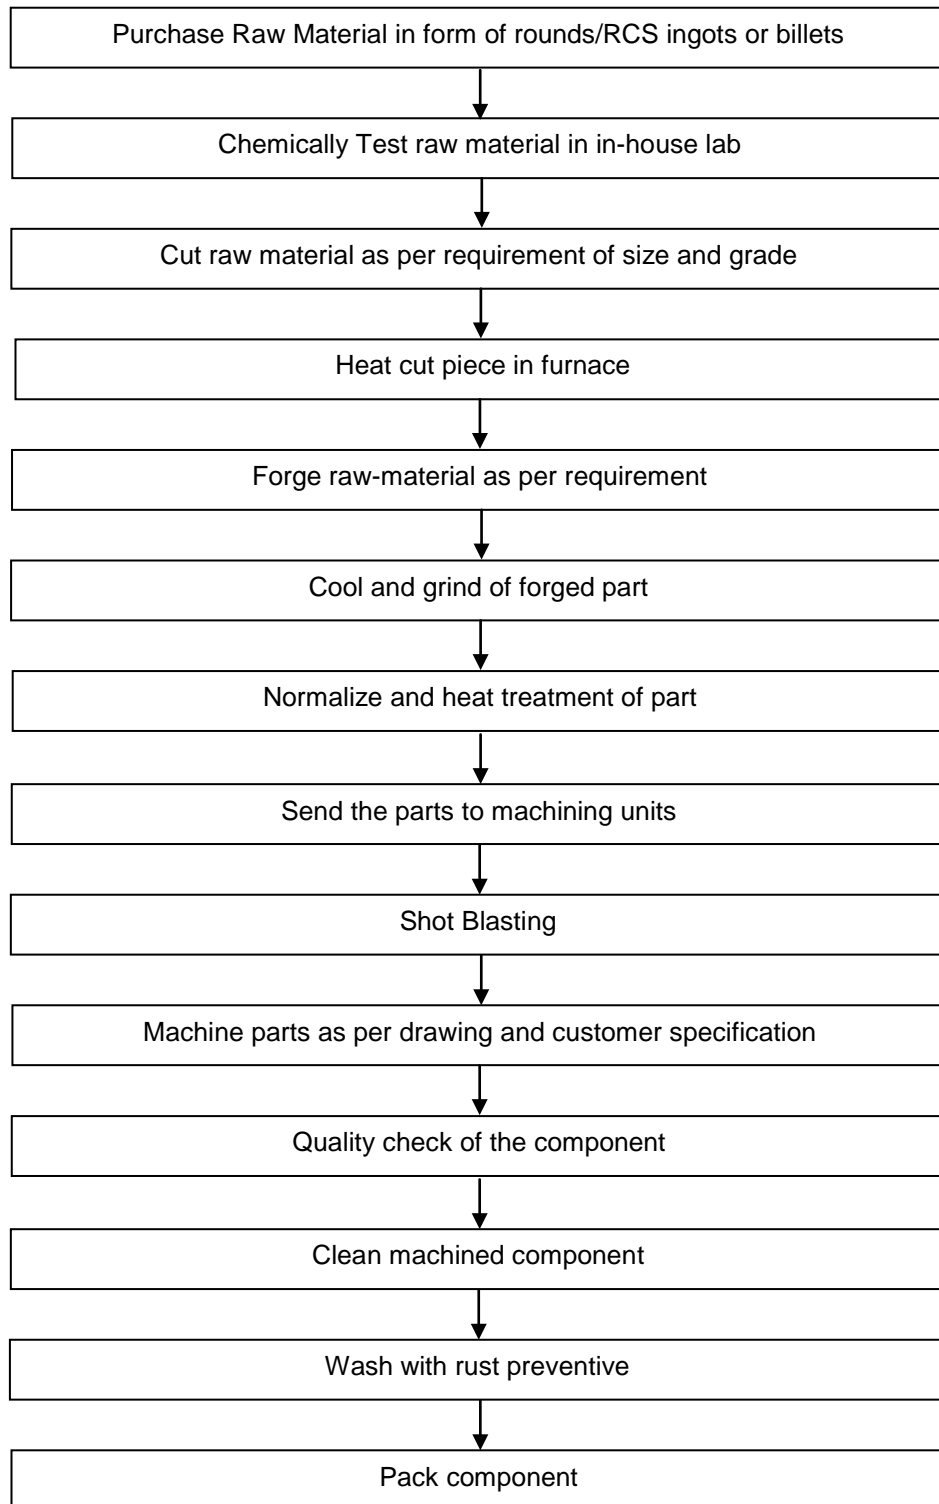 Purchase Raw Material in form of rounds/RCS ingots or billets
Chemically Test raw material in in-house lab
Cut raw material as per requirement of size and grade
Heat cut piece in furnace
Forge raw-material as per requirement
Cool and grind of forged part
Normalize and heat treatment of part
Send the parts to machining units
Shot Blasting
Machine parts as per drawing and customer specification
Quality check of the component
Clean machined component
Wash with rust preventive
Pack component